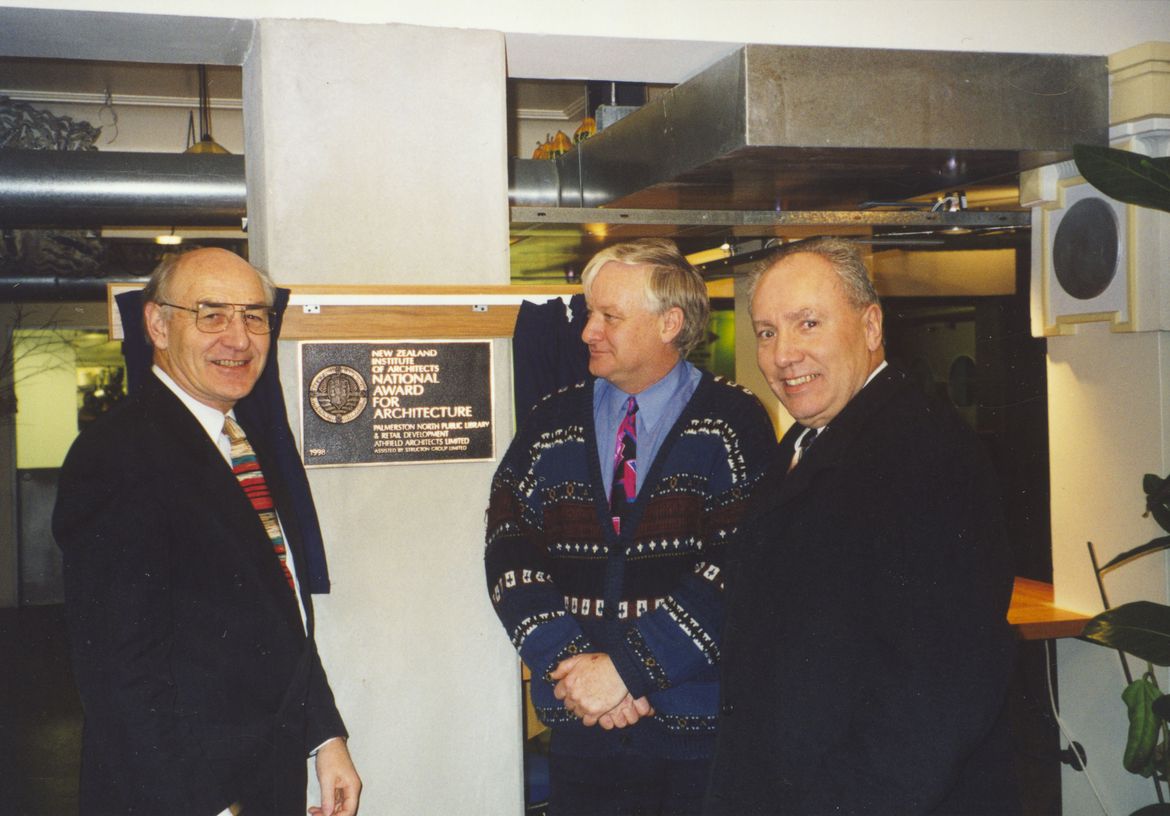 NEW ZEALAND
INSTITUTE
OF ARCHITECTS
NATIONAL
AWARD
FOR
ARCHITECTURE
PALMERSTON NORTH PUBLIC LIBRARY
& RETAIL DEVELOPMENT
ATHFIELD ARCHITECTS LIMITED
ASSISTED BY STRUCTON GROUP LIMITED
1998